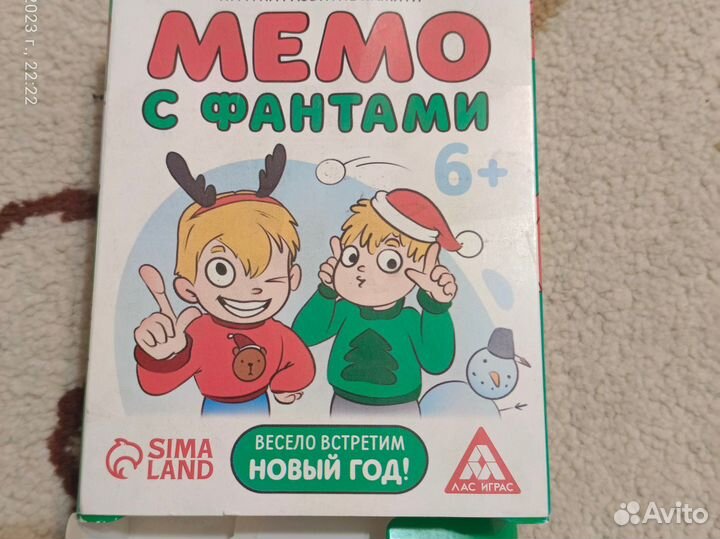 МЕМО
С ФАНТАМИ
6+
SIMA
LAND
ВЕСЕЛО ВСТРЕТИМ
НОВЫЙ ГОД!
ЛАС ИГРАС
2023 г., 22:22
Avito